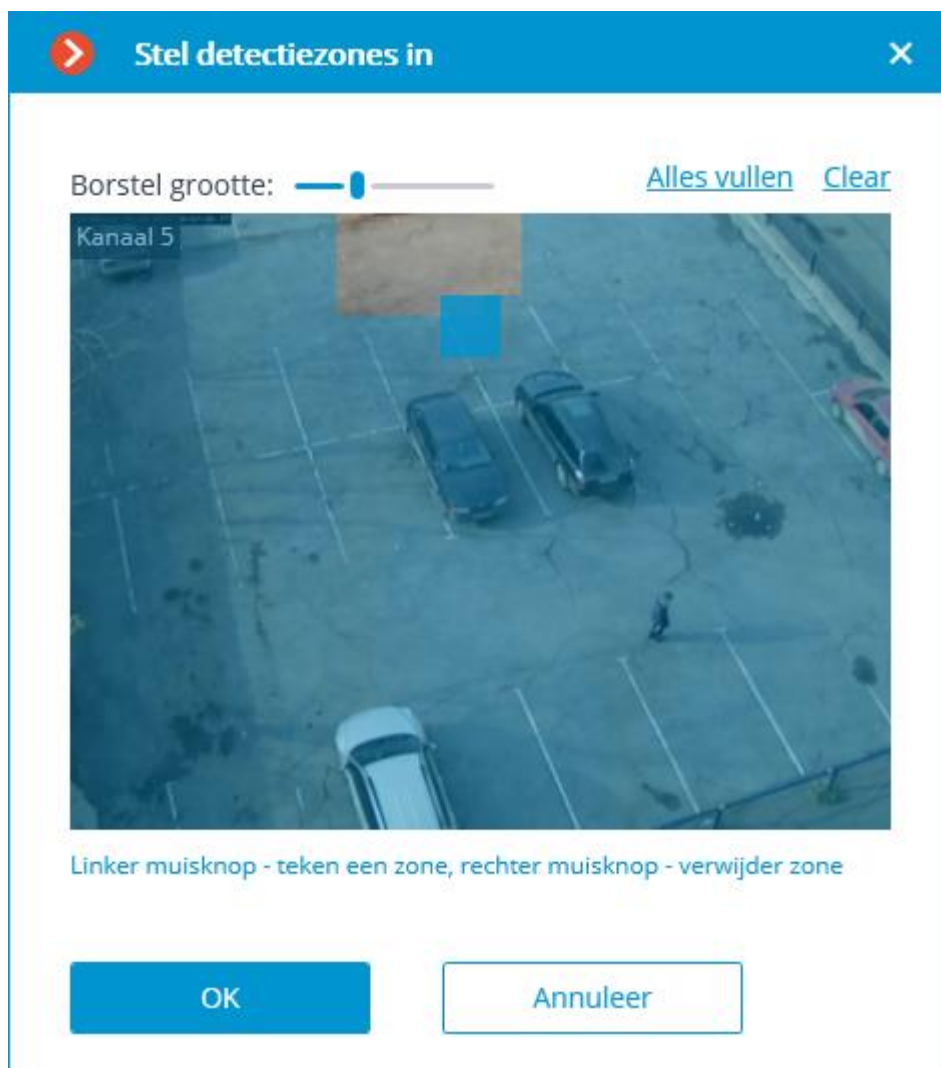 Stel detectiezones in
Borstel grootte:
Alles vullen Clear
Kanaal 5
Linker muisknop - teken een zone, rechter muisknop - verwijder zone
OK
Annuleer